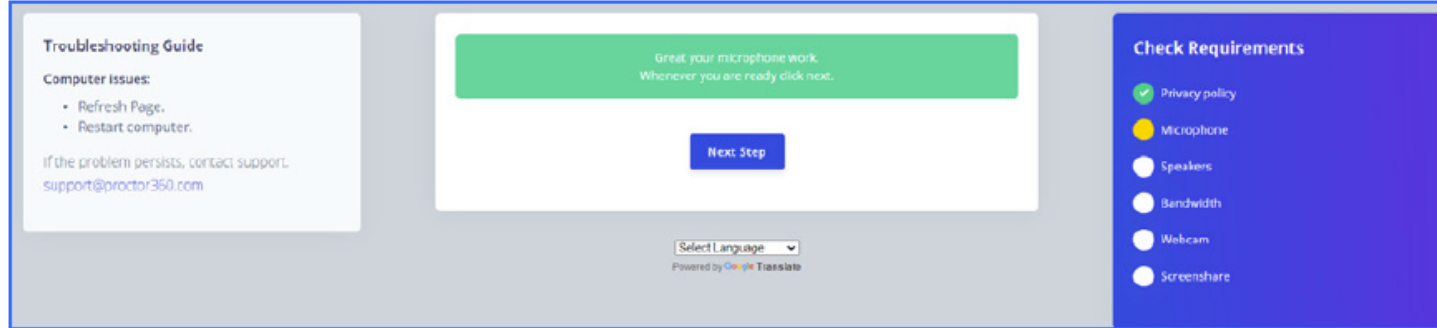 Troubleshooting Guide
Computer issues:
• Refresh Page.
• Restart computer.
If the problem persists, contact support.
support@proctor360.com
Great your microphone work.
Whenever you are ready click next.
Next Step
Select Language
Powered by Google Translate
Check Requirements
Privacy policy
Microphone
Speakers
Bandwidth
Webcam
Screenshare